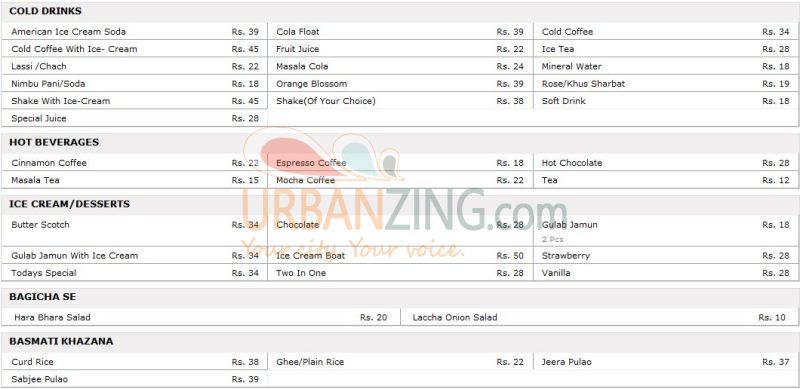 COLD DRINKS
American Ice Cream Soda Rs. 39 Cola Float Rs. 39 Cold Coffee Rs. 34
Cold Coffee With Ice- Cream Rs. 45 Fruit Juice Rs. 22 Ice Tea Rs. 28
Lassi /Chach Rs. 22 Masala Cola Rs. 24 Mineral Water Rs. 18
Nimbu Pani/Soda Rs. 18 Orange Blossom Rs. 39 Rose/Khus Sharbat Rs. 19
Shake With Ice-Cream Rs. 45 Shake(Of Your Choice) Rs. 38 Soft Drink Rs. 18
Special Juice Rs. 28
HOT BEVERAGES
Cinnamon Coffee Rs. 22 Espresso Coffee Rs. 18 Hot Chocolate Rs. 28
Masala Tea Rs. 15 Mocha Coffee Rs. 22 Tea Rs. 12
URBANZING.com
Your city. Your voice.
ICE CREAM/DESSERTS
Butter Scotch Rs. 34 Chocolate Rs. 28 Gulab Jamun Rs. 18
2 Pcs
Gulab Jamun With Ice Cream Rs. 34 Ice Cream Boat Rs. 50 Strawberry Rs. 28
Todays Special Rs. 34 Two In One Rs. 28 Vanilla Rs. 28
BAGICHA SE
Hara Bhara Salad Rs. 20 Laccha Onion Salad Rs. 10
BASMATI KHAZANA
Curd Rice Rs. 38 Ghee/Plain Rice Rs. 22 Jeera Pulao Rs. 37
Sabjee Pulao Rs. 39